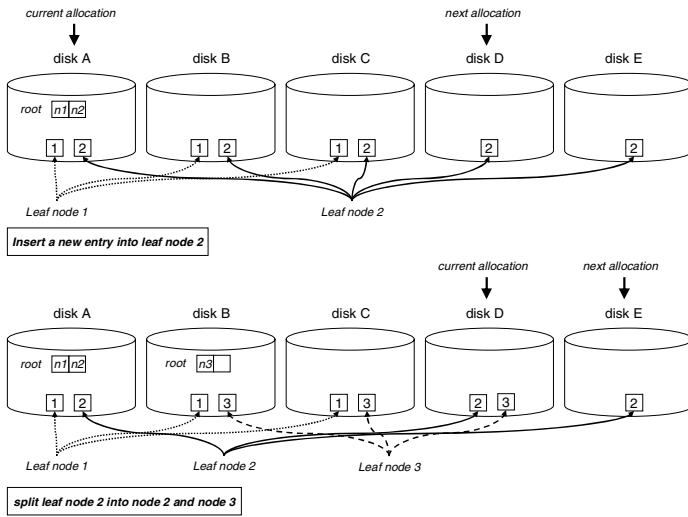 current allocation next allocation
disk A disk B disk C disk D disk E
root n1 n2
1 2 1 2 1 2 2 2
Leaf node 1 Leaf node 2
Insert a new entry into leaf node 2
current allocation next allocation
disk A disk B disk C disk D disk E
root n1 n2 root n3
1 2 1 3 1 3 2 3 2
Leaf node 1 Leaf node 2 Leaf node 3
split leaf node 2 into node 2 and node 3